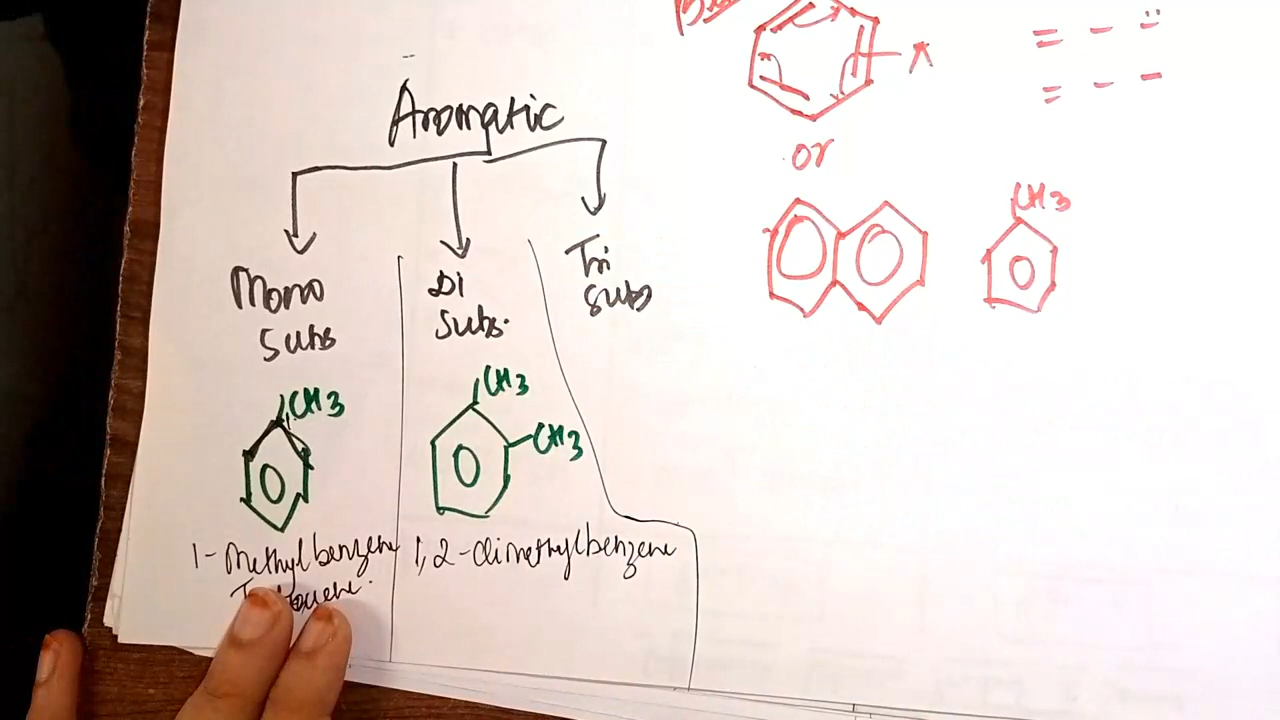 Aromatic
Mono
Subs
Di
Subs.
Tri
Subs
CH3
CH3
CH3
1-Methylbenzene
1,2-dimethylbenzene
or
CH3